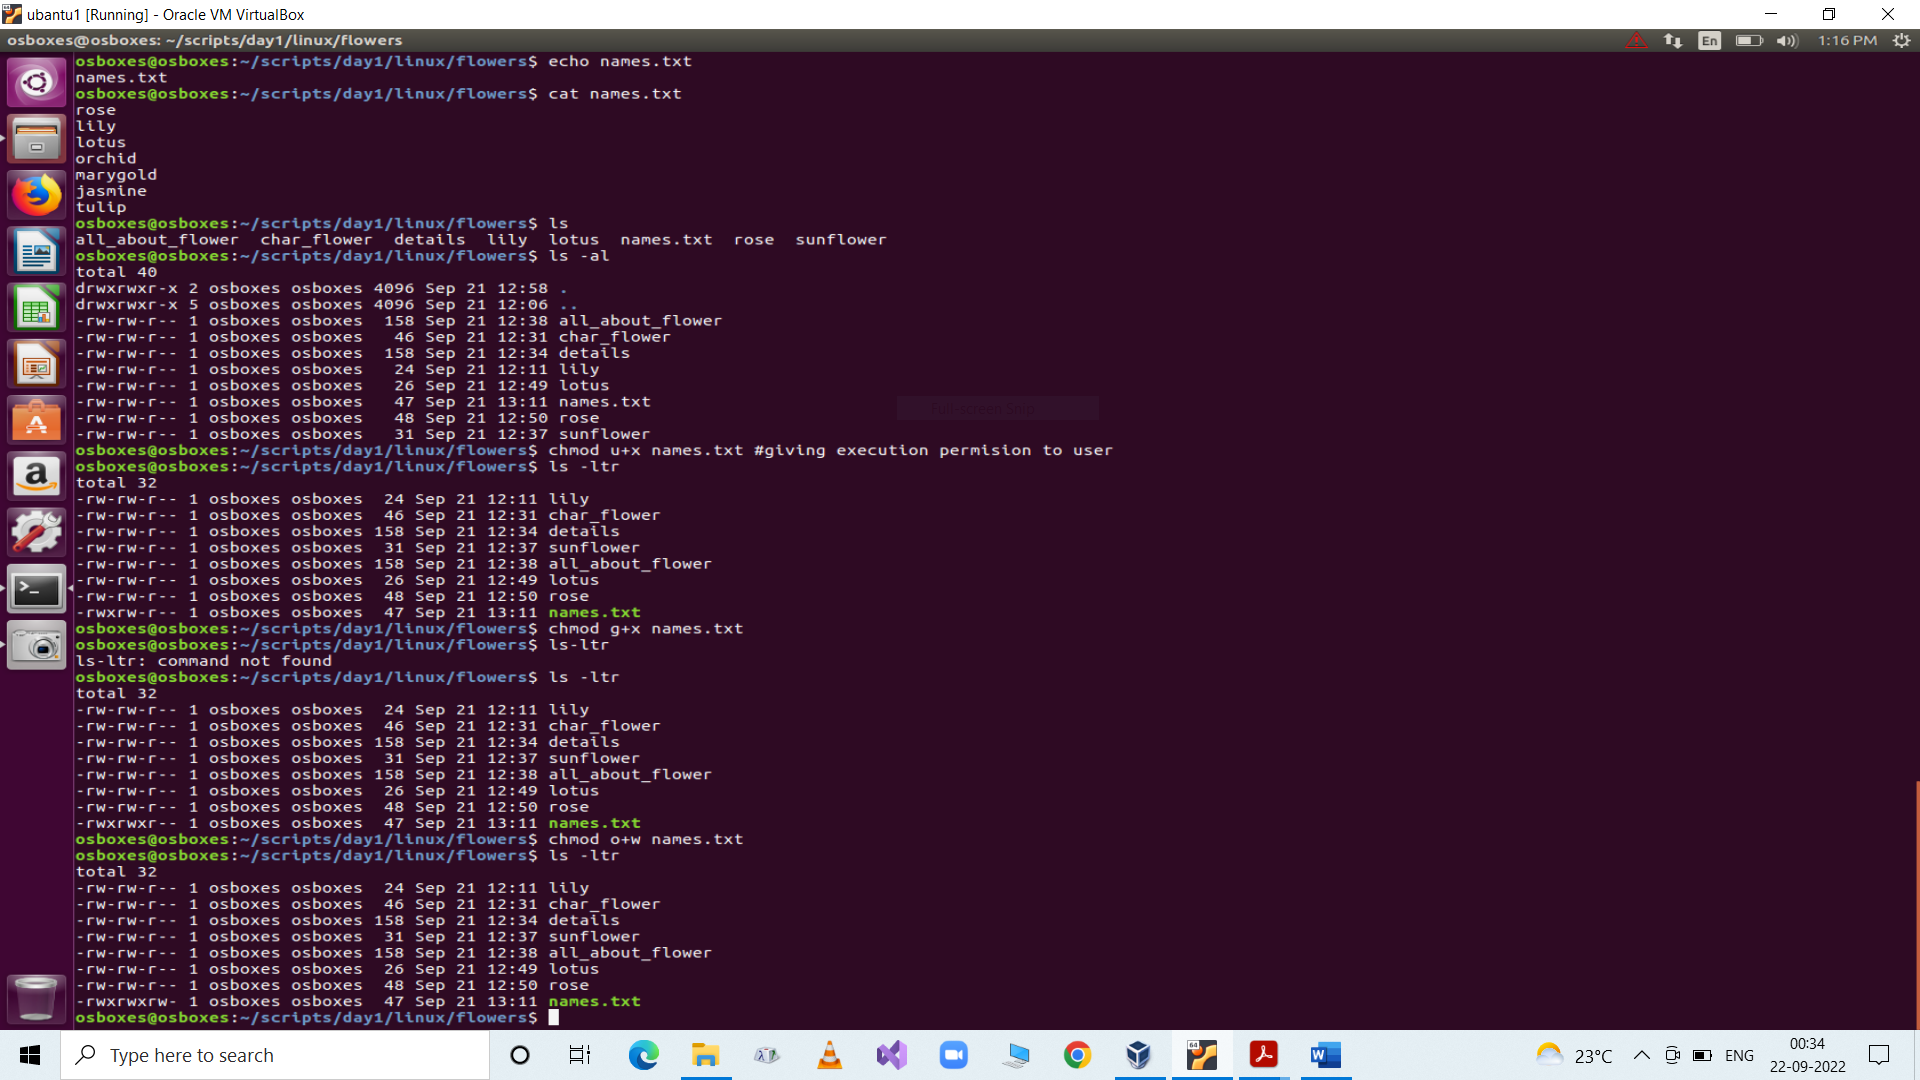 ubantu1 [Running] - Oracle VM VirtualBox
osboxes@osboxes: ~/scripts/day1/linux/flowers
En
1:16 PM
osboxes@osboxes:~/scripts/day1/linux/flowers$ echo names.txt
names.txt
osboxes@osboxes:~/scripts/day1/linux/flowers$ cat names.txt
rose
lily
lotus
orchid
marygold
jasmine
tulip
osboxes@osboxes:~/scripts/day1/linux/flowers$ ls
all_about_flower  char_flower  details  lily  lotus  names.txt  rose  sunflower
osboxes@osboxes:~/scripts/day1/linux/flowers$ ls -al
total 40
drwxrwxr-x 2 osboxes osboxes 4096 Sep 21 12:58 .
drwxrwxr-x 5 osboxes osboxes 4096 Sep 21 12:06 ..
-rw-rw-r-- 1 osboxes osboxes  158 Sep 21 12:38 all_about_flower
-rw-rw-r-- 1 osboxes osboxes   46 Sep 21 12:31 char_flower
-rw-rw-r-- 1 osboxes osboxes  158 Sep 21 12:34 details
-rw-rw-r-- 1 osboxes osboxes   24 Sep 21 12:11 lily
-rw-rw-r-- 1 osboxes osboxes   26 Sep 21 12:49 lotus
-rw-rw-r-- 1 osboxes osboxes   47 Sep 21 13:11 names.txt
-rw-rw-r-- 1 osboxes osboxes   48 Sep 21 12:50 rose
-rw-rw-r-- 1 osboxes osboxes   31 Sep 21 12:37 sunflower
osboxes@osboxes:~/scripts/day1/linux/flowers$ chmod u+x names.txt #giving execution permision to user
osboxes@osboxes:~/scripts/day1/linux/flowers$ ls -ltr
total 32
-rw-rw-r-- 1 osboxes osboxes  24 Sep 21 12:11 lily
-rw-rw-r-- 1 osboxes osboxes  46 Sep 21 12:31 char_flower
-rw-rw-r-- 1 osboxes osboxes 158 Sep 21 12:34 details
-rw-rw-r-- 1 osboxes osboxes  31 Sep 21 12:37 sunflower
-rw-rw-r-- 1 osboxes osboxes 158 Sep 21 12:38 all_about_flower
-rw-rw-r-- 1 osboxes osboxes  26 Sep 21 12:49 lotus
-rw-rw-r-- 1 osboxes osboxes  48 Sep 21 12:50 rose
-rwxrw-r-- 1 osboxes osboxes  47 Sep 21 13:11 names.txt
osboxes@osboxes:~/scripts/day1/linux/flowers$ chmod g+x names.txt
osboxes@osboxes:~/scripts/day1/linux/flowers$ ls-ltr
ls-ltr: command not found
osboxes@osboxes:~/scripts/day1/linux/flowers$ ls -ltr
total 32
-rw-rw-r-- 1 osboxes osboxes  24 Sep 21 12:11 lily
-rw-rw-r-- 1 osboxes osboxes  46 Sep 21 12:31 char_flower
-rw-rw-r-- 1 osboxes osboxes 158 Sep 21 12:34 details
-rw-rw-r-- 1 osboxes osboxes  31 Sep 21 12:37 sunflower
-rw-rw-r-- 1 osboxes osboxes 158 Sep 21 12:38 all_about_flower
-rw-rw-r-- 1 osboxes osboxes  26 Sep 21 12:49 lotus
-rw-rw-r-- 1 osboxes osboxes  48 Sep 21 12:50 rose
-rwxrwxr-- 1 osboxes osboxes  47 Sep 21 13:11 names.txt
osboxes@osboxes:~/scripts/day1/linux/flowers$ chmod o+w names.txt
osboxes@osboxes:~/scripts/day1/linux/flowers$ ls -ltr
total 32
-rw-rw-r-- 1 osboxes osboxes  24 Sep 21 12:11 lily
-rw-rw-r-- 1 osboxes osboxes  46 Sep 21 12:31 char_flower
-rw-rw-r-- 1 osboxes osboxes 158 Sep 21 12:34 details
-rw-rw-r-- 1 osboxes osboxes  31 Sep 21 12:37 sunflower
-rw-rw-r-- 1 osboxes osboxes 158 Sep 21 12:38 all_about_flower
-rw-rw-r-- 1 osboxes osboxes  26 Sep 21 12:49 lotus
-rw-rw-r-- 1 osboxes osboxes  48 Sep 21 12:50 rose
-rwxrwxrw- 1 osboxes osboxes  47 Sep 21 13:11 names.txt
osboxes@osboxes:~/scripts/day1/linux/flowers$
Type here to search
23°C
ENG
00:34
22-09-2022